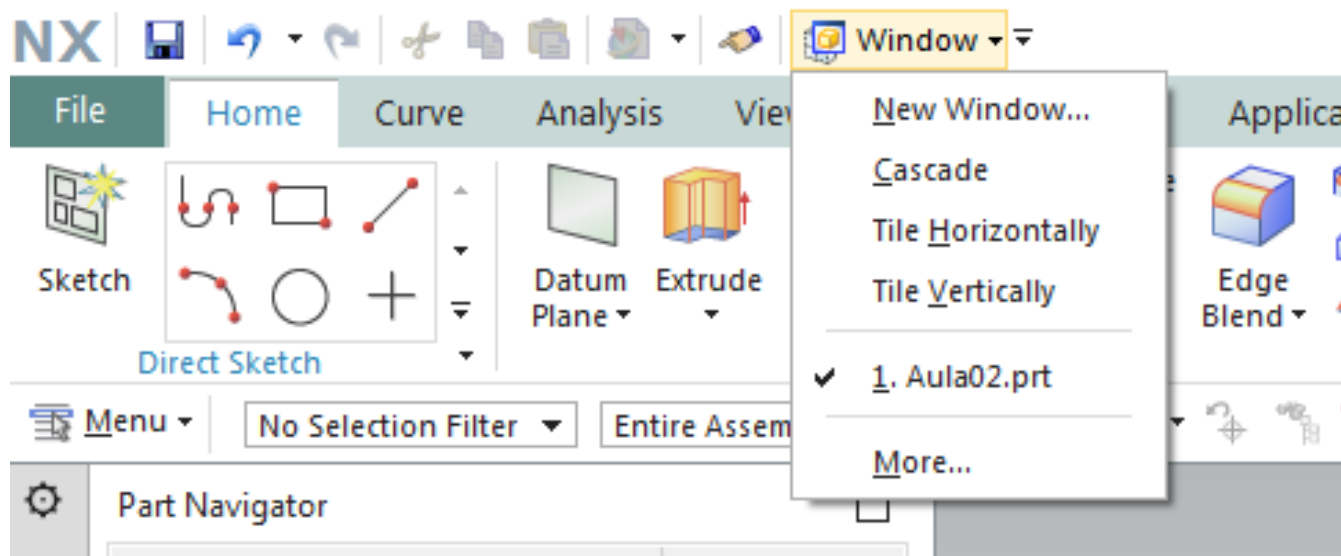 NX Window
File Home Curve Analysis
New Window...
Cascade
Tile Horizontally
Tile Vertically
1. Aula02.prt
More...
Sketch
Direct Sketch
Datum
Plane
Extrude
Edge
Blend
Menu No Selection Filter Entire
Part Navigator